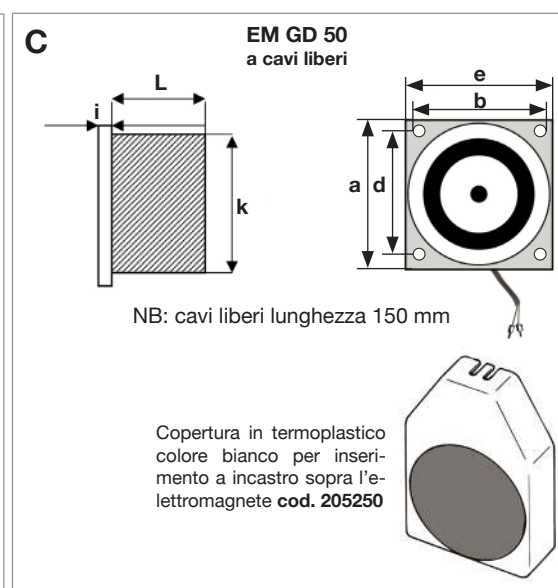 C
EM GD 50
a cavi liberi
L
i
k
e
b
a
d
NB: cavi liberi lunghezza 150 mm
Copertura in termoplastico
colore bianco per inseri-
mento a incastro sopra l'e-
lettromagnete cod. 205250